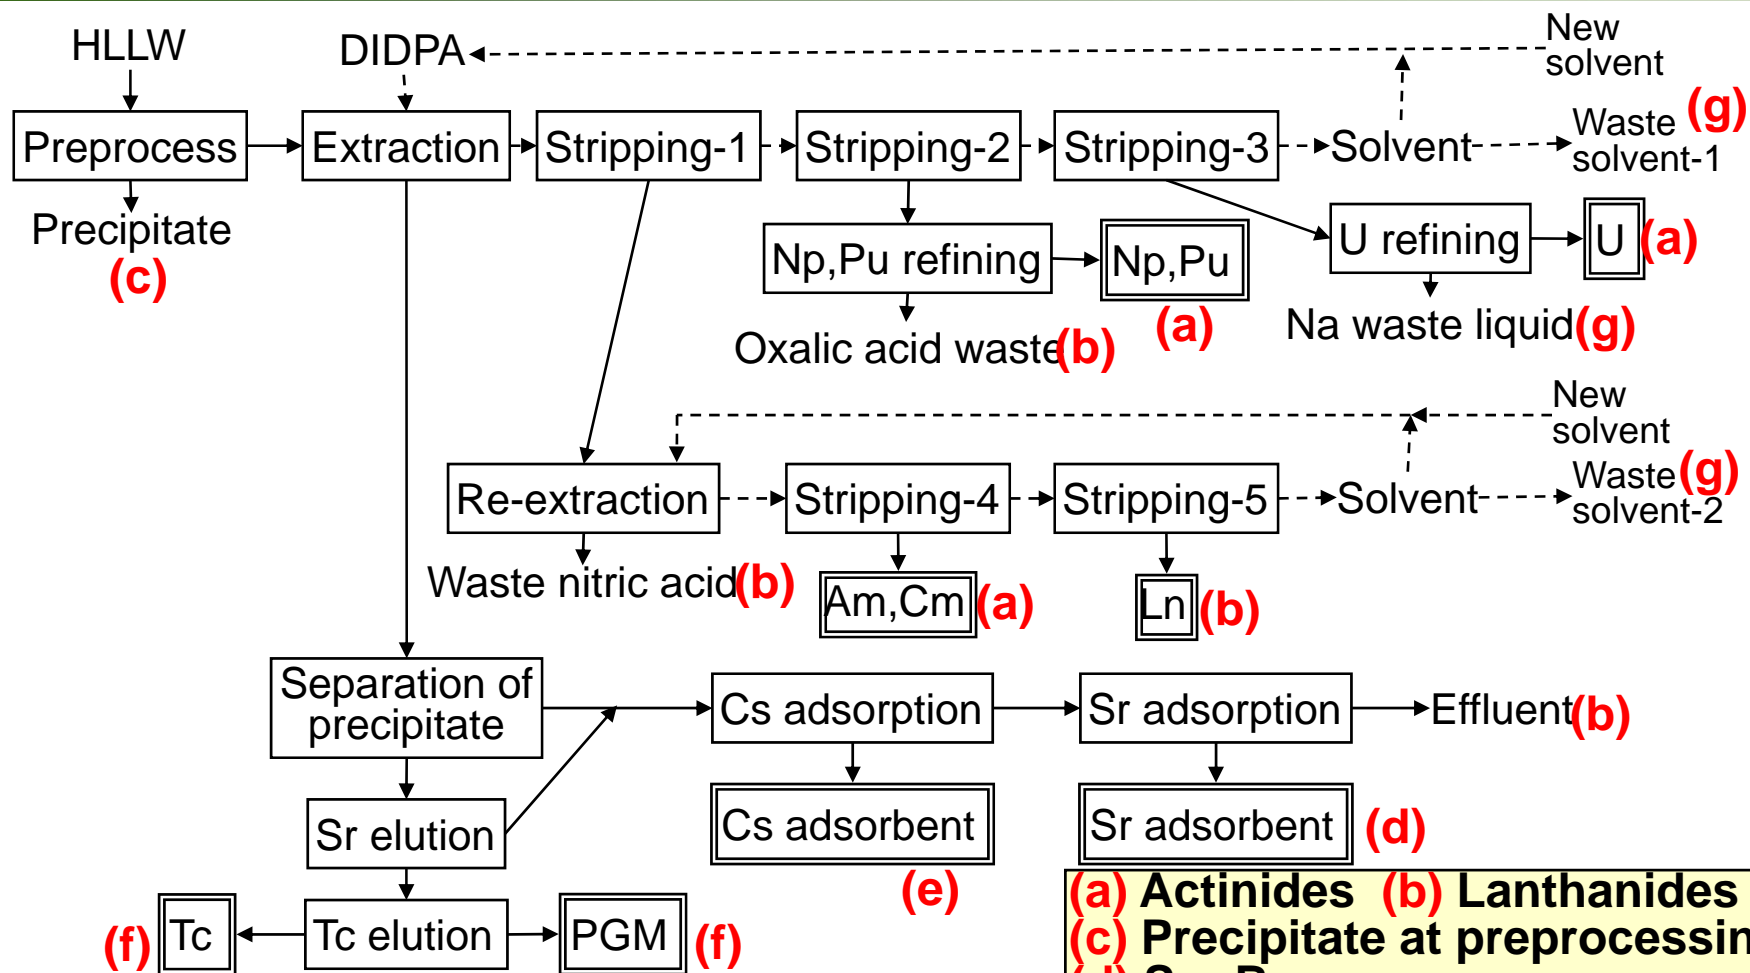 HLLW
DIDPA
New
solvent
Preprocess
Extraction
Stripping-1
Stripping-2
Stripping-3
Solvent
Waste (g)
solvent-1
Precipitate
(c)
Np,Pu refining
Np,Pu
(a)
U refining
U (a)
Oxalic acid waste(b)
Na waste liquid(g)
New
solvent
Re-extraction
Stripping-4
Stripping-5
Solvent
Waste (g)
solvent-2
Waste nitric acid(b)
Am,Cm (a)
Ln (b)
Separation of
precipitate
Cs adsorption
Sr adsorption
Effluent(b)
Sr elution
Cs adsorbent
(e)
Sr adsorbent (d)
(f) Tc
Tc elution
PGM (f)
(a) Actinides (b) Lanthanides
(c) Precipitate at preprocessin
(d)